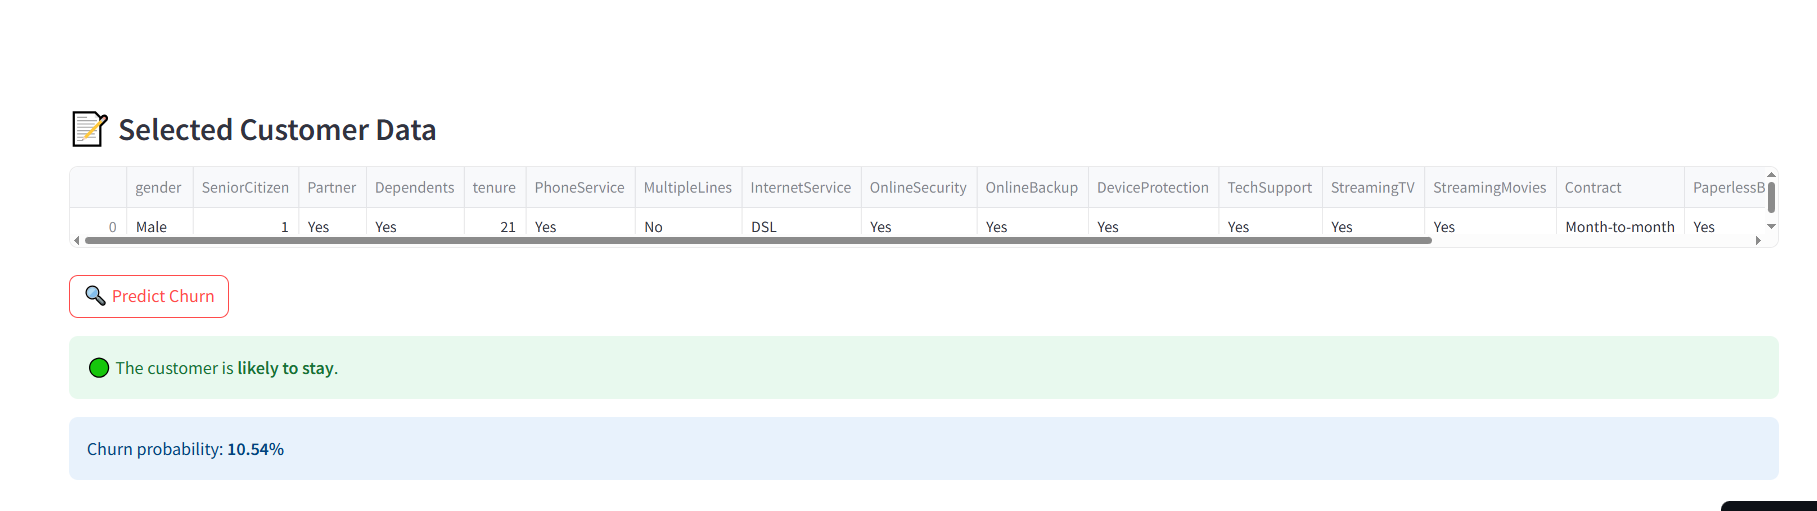 Selected Customer Data
gender SeniorCitizen Partner Dependents tenure PhoneService MultipleLines InternetService OnlineSecurity OnlineBackup DeviceProtection TechSupport StreamingTV StreamingMovies Contract PaperlessB
0 Male 1 Yes Yes 21 Yes No DSL Yes Yes Yes Yes Yes Yes Month-to-month Yes
Predict Churn
The customer is likely to stay.
Churn probability: 10.54%